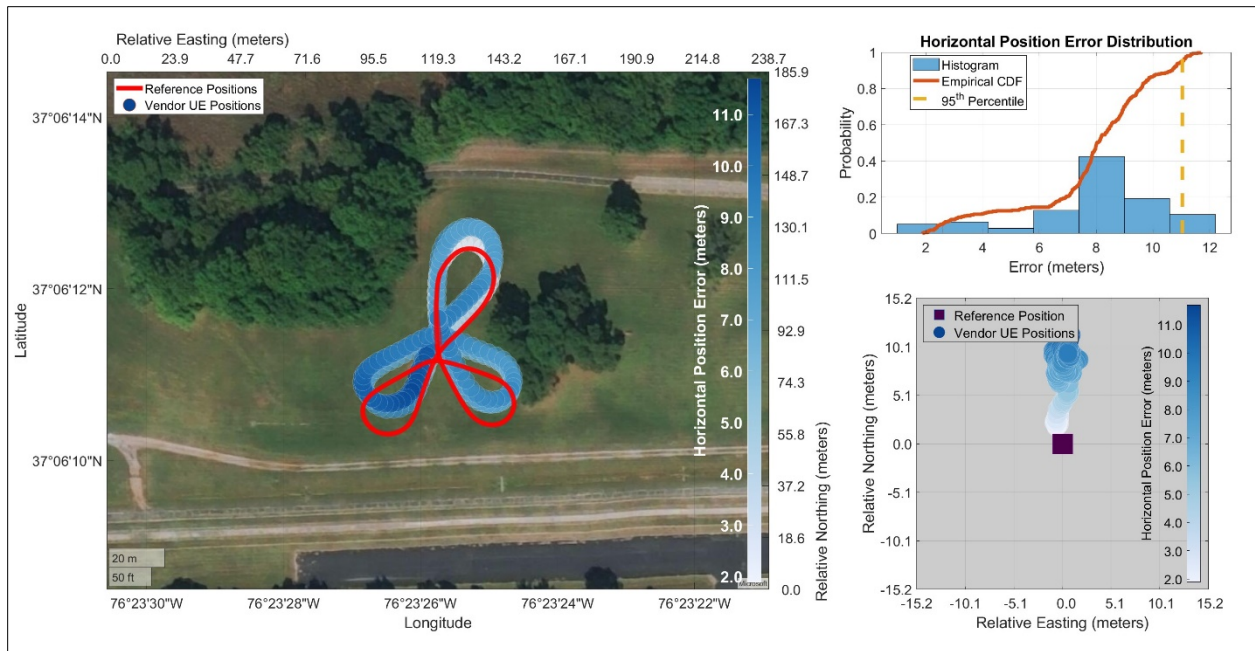 Relative Easting (meters)
0.0 23.9 47.7 71.6 95.5 119.3 143.2 167.1 190.9 214.8 238.7
Reference Positions
Vendor UE Positions
37°06'14"N
37°06'12"N
37°06'10"N
Latitude
11.0
10.0
9.0
8.0
7.0
6.0
5.0
4.0
3.0
2.0
Horizontal Position Error (meters)
185.9
167.3
148.7
130.1
111.5
92.9
74.3
55.8
37.2
18.6
0.0
Relative Northing (meters)
20 m
50 ft
Microsoft
76°23'30"W 76°23'28"W 76°23'26"W 76°23'24"W 76°23'22"W
Longitude
Horizontal Position Error Distribution
Histogram
Empirical CDF
95th Percentile
1
0.8
0.6
0.4
0.2
0
Probability
2 4 6 8 10 12
Error (meters)
Reference Position
Vendor UE Positions
15.2
10.1
5.1
0.0
-5.1
-10.1
-15.2
Relative Northing (meters)
11.0
10.0
9.0
8.0
7.0
6.0
5.0
4.0
3.0
2.0
Horizontal Position Error (meters)
-15.2 -10.1 -5.1 0.0 5.1 10.1 15.2
Relative Easting (meters)